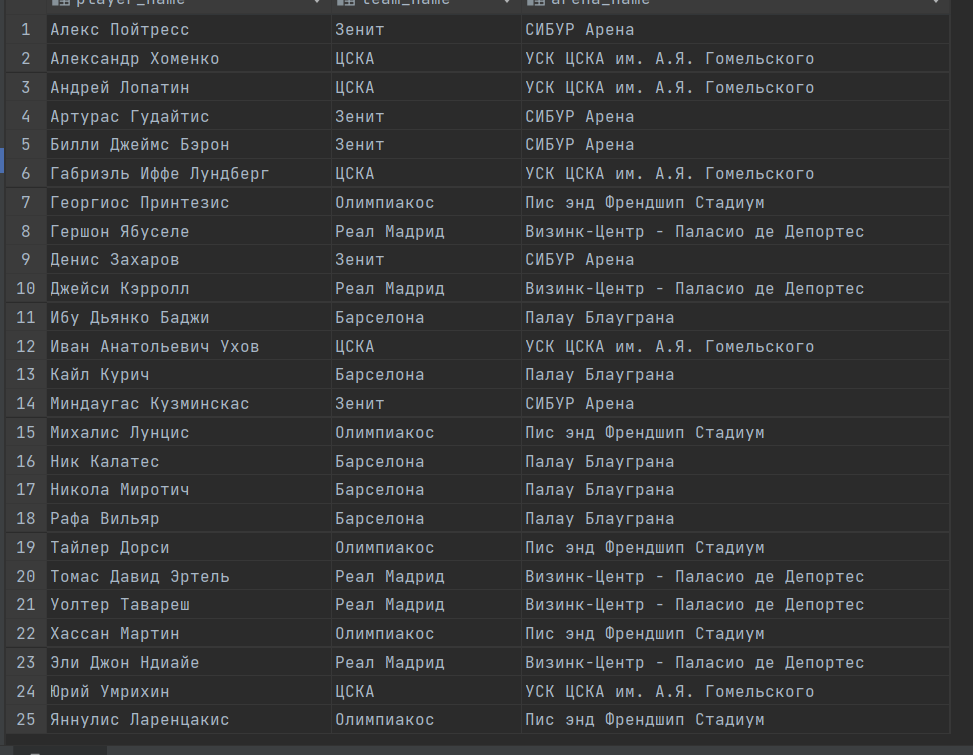 player_name team_name arena_name
1 Алекс Пойтресс Зенит СИБУР Арена
2 Александр Хоменко ЦСКА УСК ЦСКА им. А.Я. Гомельского
3 Андрей Лопатин ЦСКА УСК ЦСКА им. А.Я. Гомельского
4 Артурас Гудайтис Зенит СИБУР Арена
5 Билли Джеймс Бэрон Зенит СИБУР Арена
6 Габриэль Иффе Лундберг ЦСКА УСК ЦСКА им. А.Я. Гомельского
7 Георгиос Принтезис Олимпиакос Пис энд Френдшип Стадиум
8 Гершон Ябуселе Реал Мадрид Визинк-Центр - Паласио де Депортес
9 Денис Захаров Зенит СИБУР Арена
10 Джейси Кэрролл Реал Мадрид Визинк-Центр - Паласио де Депортес
11 Ибу Дьянко Баджи Барселона Палау Блауграна
12 Иван Анатольевич Ухов ЦСКА УСК ЦСКА им. А.Я. Гомельского
13 Кайл Курич Барселона Палау Блауграна
14 Миндаугас Кузминскас Зенит СИБУР Арена
15 Михалис Лунцис Олимпиакос Пис энд Френдшип Стадиум
16 Ник Калатес Барселона Палау Блауграна
17 Никола Миротич Барселона Палау Блауграна
18 Рафа Вильяр Барселона Палау Блауграна
19 Тайлер Дорси Олимпиакос Пис энд Френдшип Стадиум
20 Томас Давид Эртель Реал Мадрид Визинк-Центр - Паласио де Депортес
21 Уолтер Тавареш Реал Мадрид Визинк-Центр - Паласио де Депортес
22 Хассан Мартин Олимпиакос Пис энд Френдшип Стадиум
23 Эли Джон Ндиайе Реал Мадрид Визинк-Центр - Паласио де Депортес
24 Юрий Умрихин ЦСКА УСК ЦСКА им. А.Я. Гомельского
25 Яннулис Ларенцакис Олимпиакос Пис энд Френдшип Стадиум